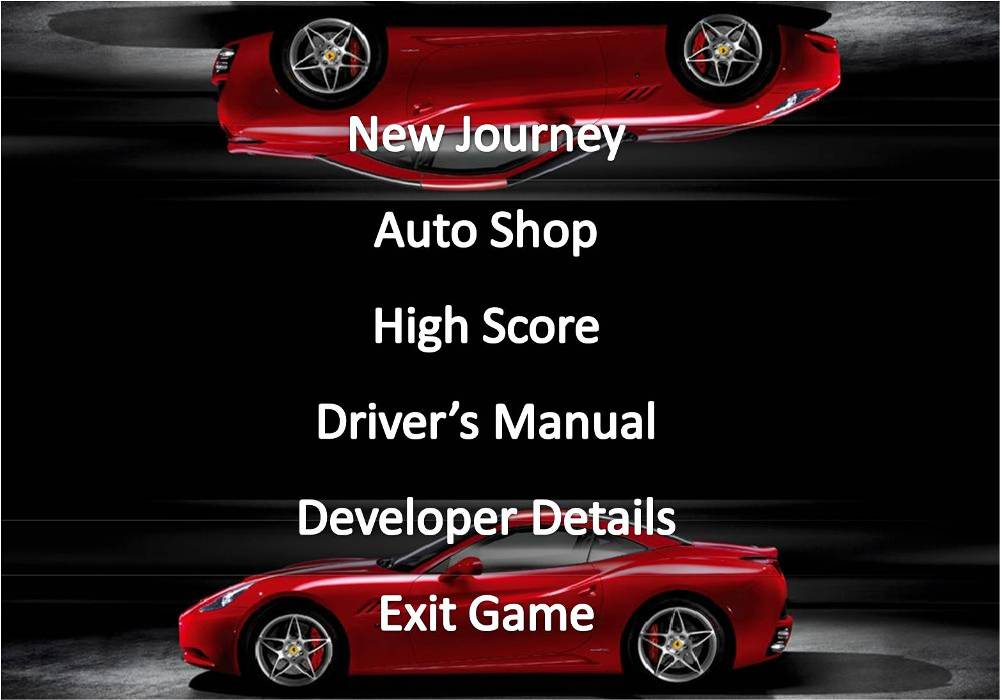 New Journey
Auto Shop
High Score
Driver’s Manual
Developer Details
Exit Game